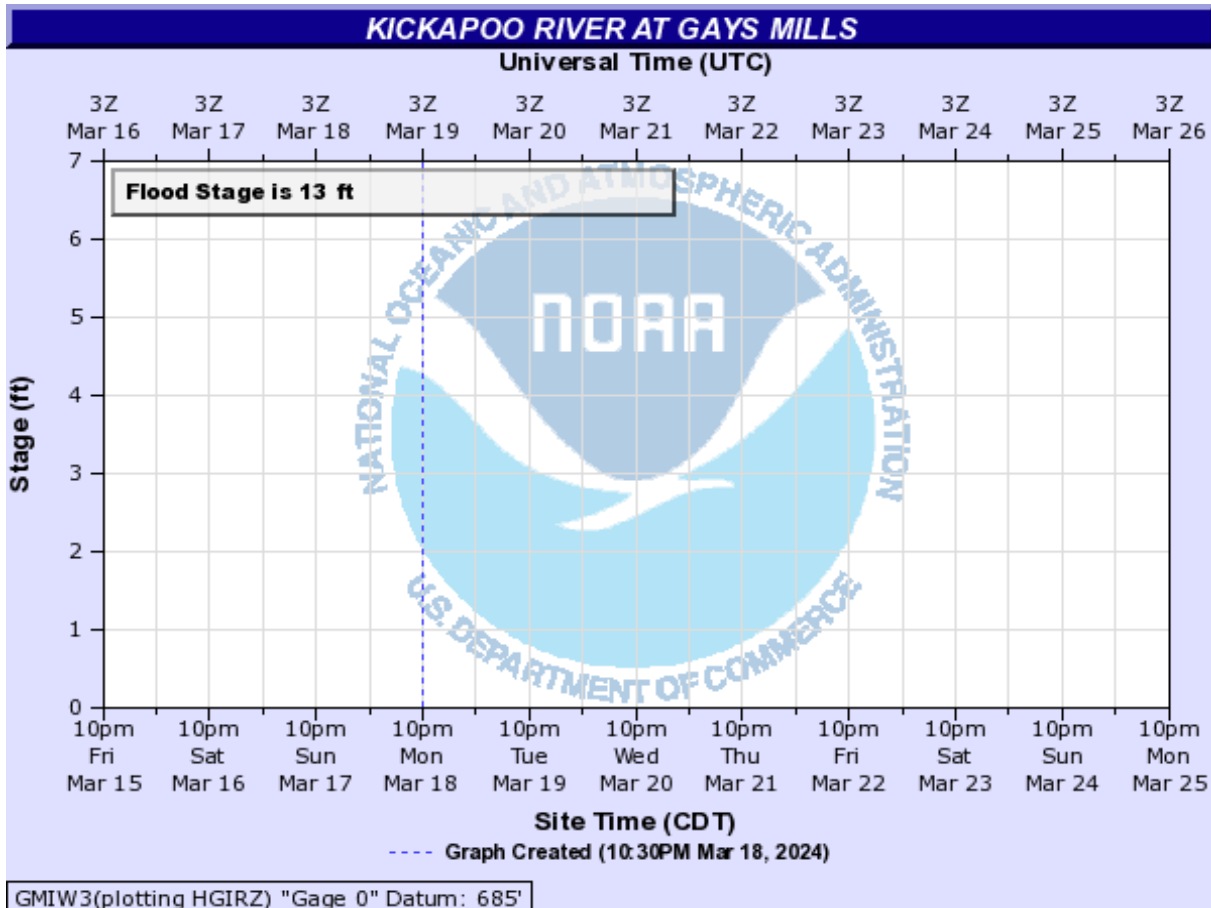 KICKAPOO RIVER AT GAYS MILLS
Universal Time (UTC)
3Z 3Z 3Z 3Z 3Z 3Z 3Z 3Z 3Z 3Z 3Z
Mar 16 Mar 17 Mar 18 Mar 19 Mar 20 Mar 21 Mar 22 Mar 23 Mar 24 Mar 25 Mar 26
7
Flood Stage is 13 ft
6
5
4
3
2
1
0
Stage (ft)
NATIONAL OCEANIC AND ATMOSPHERIC ADMINISTRATION
NOAA
U.S. DEPARTMENT OF COMMERCE
10pm 10pm 10pm 10pm 10pm 10pm 10pm 10pm 10pm 10pm 10pm
Fri Sat Sun Mon Tue Wed Thu Fri Sat Sun Mon
Mar 15 Mar 16 Mar 17 Mar 18 Mar 19 Mar 20 Mar 21 Mar 22 Mar 23 Mar 24 Mar 25
Site Time (CDT)
---- Graph Created (10:30PM Mar 18, 2024)
GMIW3(plotting HGIRZ) "Gage 0" Datum: 685'